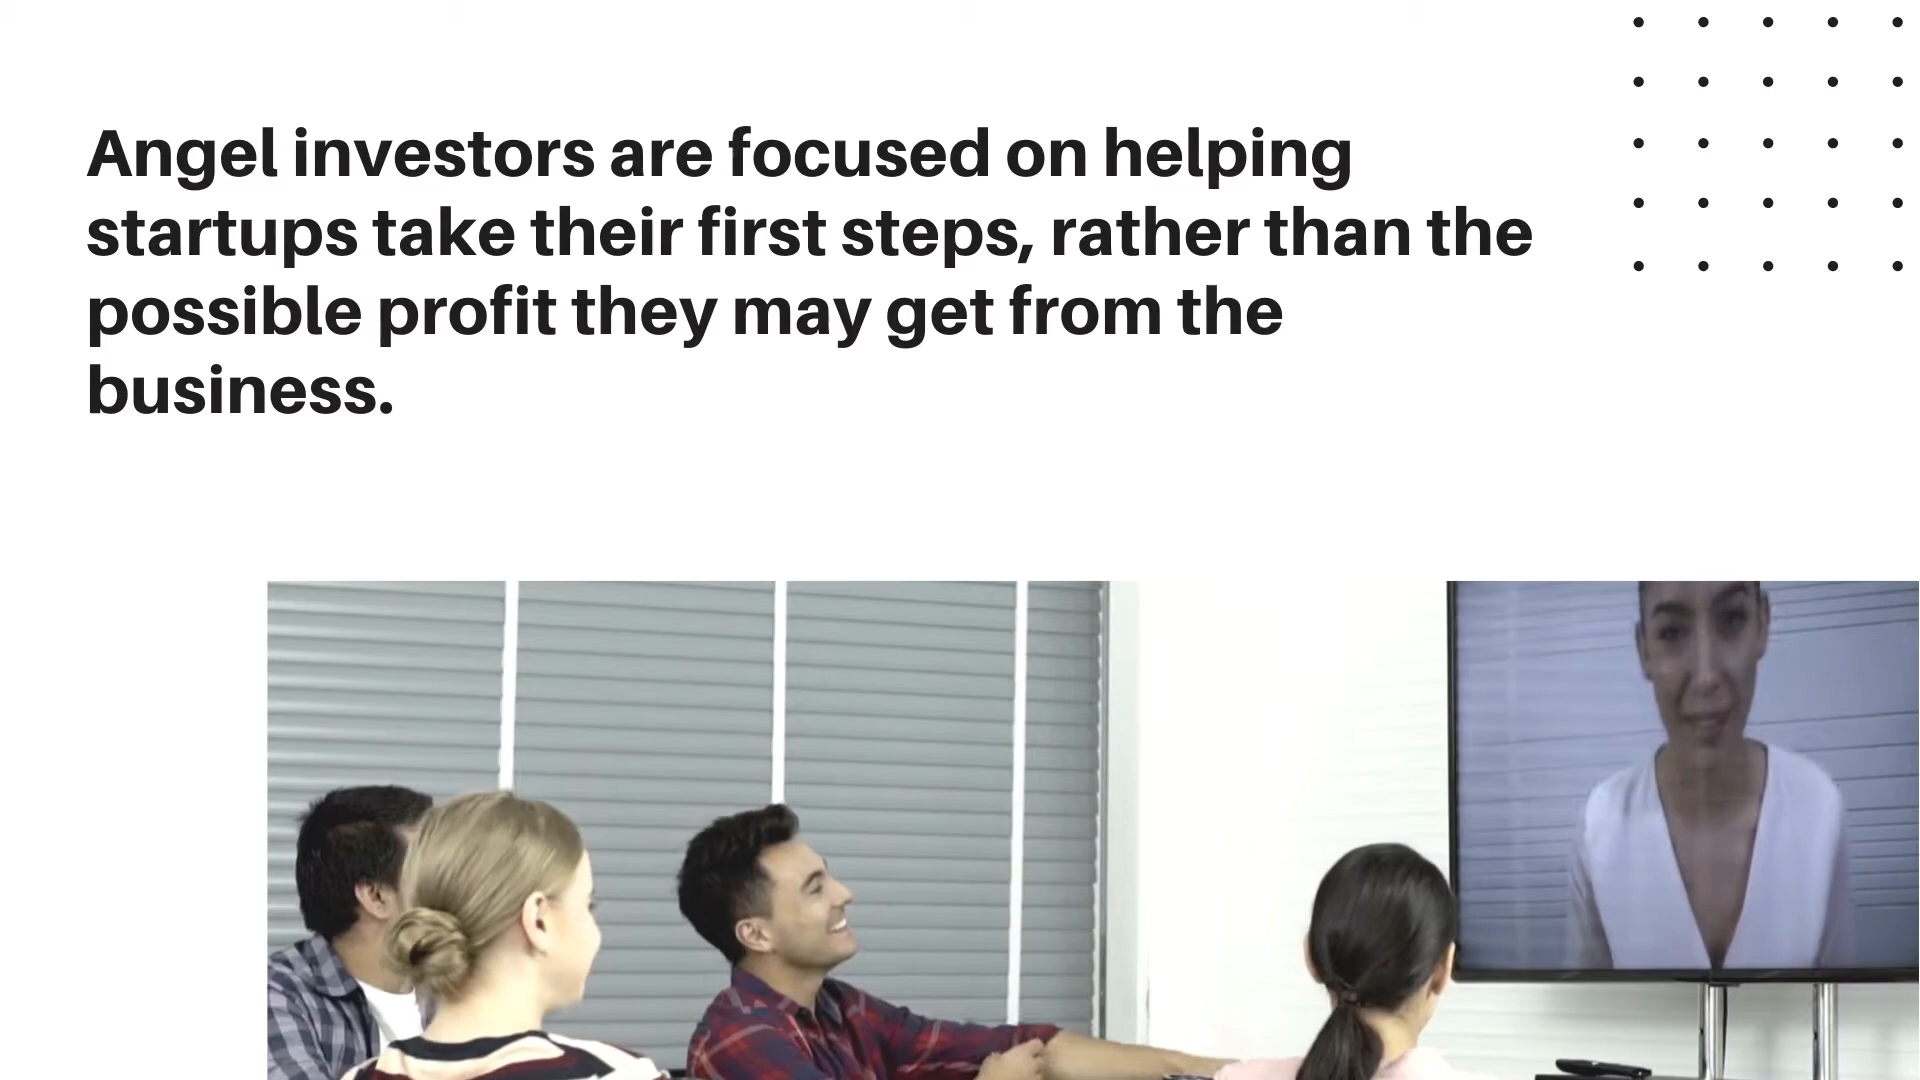 Angel investors are focused on helping
startups take their first steps, rather than the
possible profit they may get from the
business.